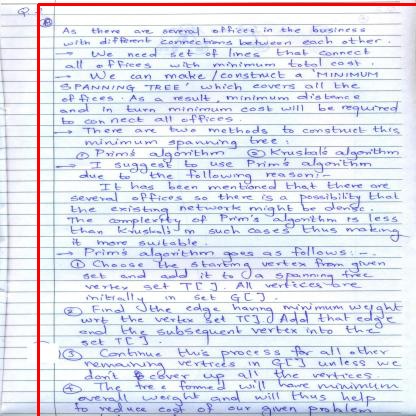 Q
As there are several offices in the business
with different connections between each other.
→ We need set of lines that connect
all offices with minimum total cost.
→ We can make / construct a 'MINIMUM
SPANNING TREE' which covers all the
offices. As a result, minimum distance
and in turn minimum cost will be required
to connect all offices.
→ There are two methods to construct this
minimum spanning tree:
① Prim's algorithm ② Kruskal's algorithm
→ I suggest to use Prim's algorithm
due to the following reason:-
It has been mentioned that there are
several offices so there is a possibility that
the existing network might be dense.
The complexity of Prim's algorithm is less
than Kruskal's in such cases thus making
it more suitable.
→ Prim's algorithm goes as follows:-
① Choose the starting vertex from given
set and add it to a spanning tree
vertex set T[]. All vertices are
initially in set G[]
② Find the edge having minimum weight
wrt the vertex set T[]. Add that edge
and the subsequent vertex into the
set T[]
③ Continue this process for all other
remaining vertices in G[] unless we
don't cover up all the vertices
④ The tree formed will have minimum
overall weight and will thus help
to reduce cost of our given problem